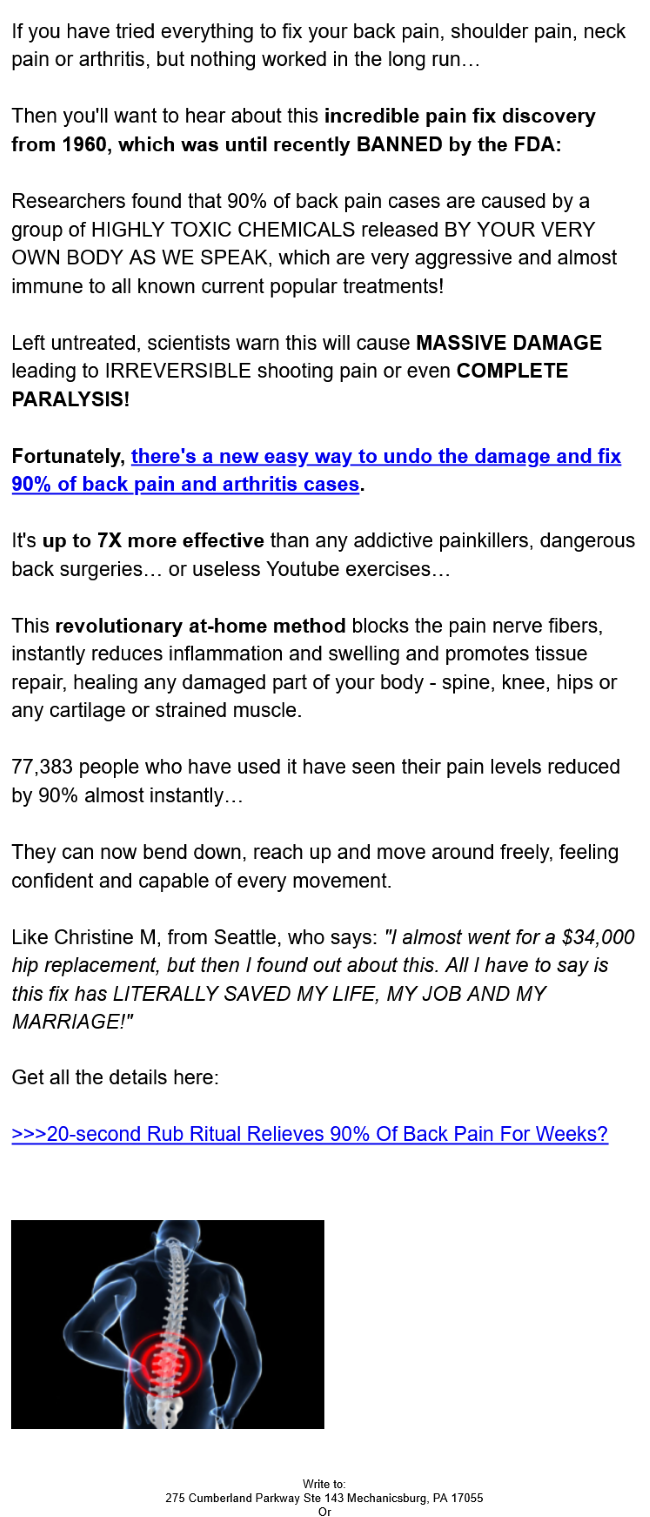 If you have tried everything to fix your back pain, shoulder pain, neck
pain or arthritis, but nothing worked in the long run…
Then you'll want to hear about this incredible pain fix discovery
from 1960, which was until recently BANNED by the FDA:
Researchers found that 90% of back pain cases are caused by a
group of HIGHLY TOXIC CHEMICALS released BY YOUR VERY
OWN BODY AS WE SPEAK, which are very aggressive and almost
immune to all known current popular treatments!
Left untreated, scientists warn this will cause MASSIVE DAMAGE
leading to IRREVERSIBLE shooting pain or even COMPLETE
PARALYSIS!
Fortunately, there's a new easy way to undo the damage and fix
90% of back pain and arthritis cases.
It's up to 7X more effective than any addictive painkillers, dangerous
back surgeries… or useless Youtube exercises…
This revolutionary at-home method blocks the pain nerve fibers,
instantly reduces inflammation and swelling and promotes tissue
repair, healing any damaged part of your body - spine, knee, hips or
any cartilage or strained muscle.
77,383 people who have used it have seen their pain levels reduced
by 90% almost instantly…
They can now bend down, reach up and move around freely, feeling
confident and capable of every movement.
Like Christine M, from Seattle, who says: "I almost went for a $34,000
hip replacement, but then I found out about this. All I have to say is
this fix has LITERALLY SAVED MY LIFE, MY JOB AND MY
MARRIAGE!"
Get all the details here:
>>>20-second Rub Ritual Relieves 90% Of Back Pain For Weeks?
Write to:
275 Cumberland Parkway Ste 143 Mechanicsburg, PA 17055
Or